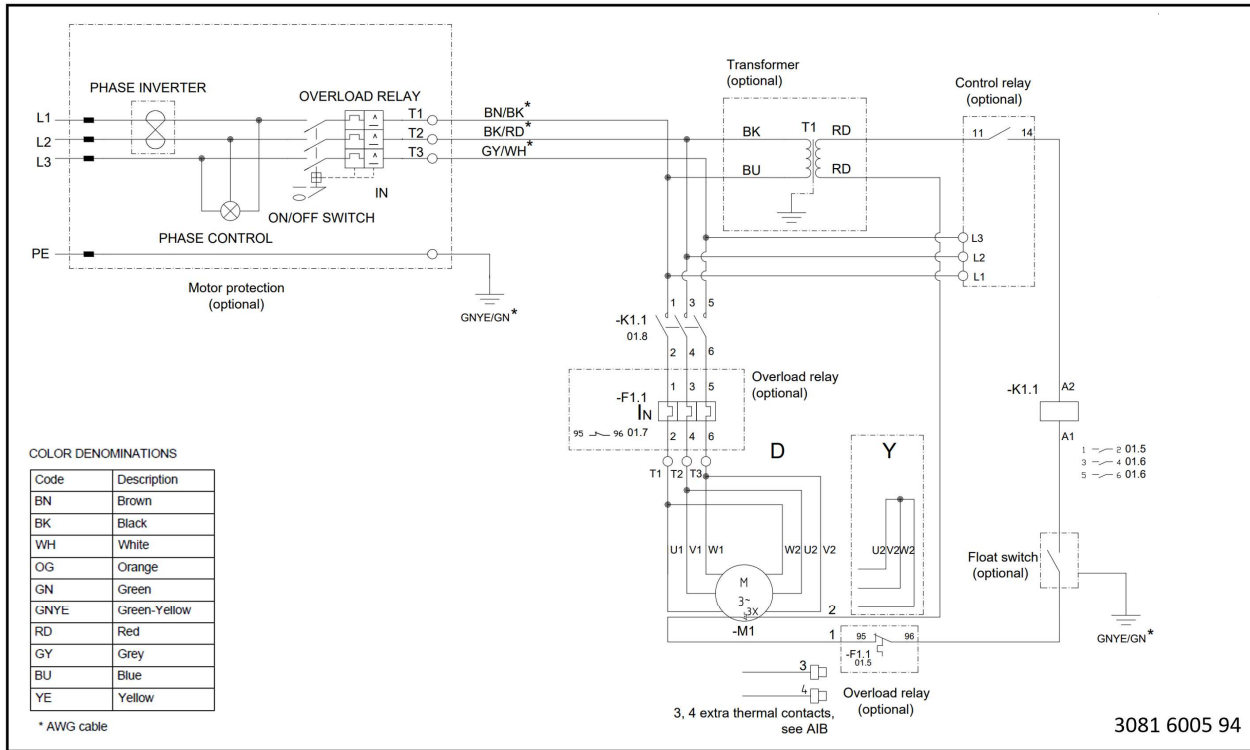 PHASE INVERTER
OVERLOAD RELAY
L1
L2
L3
T1
T2
T3
BN/BK*
BK/RD*
GY/WH*
IN
ON/OFF SWITCH
PHASE CONTROL
PE
Motor protection
(optional)
GNYE/GN*
Transformer
(optional)
BK
T1
RD
BU
RD
Control relay
(optional)
11
14
L3
L2
L1
1 3 5
-K1.1
01.8
2 4 6
Overload relay
(optional)
1 3 5
-F1.1
IN
95 96 01.7
2 4 6
T1 T2 T3
D
Y
U1 V1 W1
W2 U2 V2
U2 V2 W2
M
3~
3X
-M1
2
1
95 96
-F1.1
01.5
Overload relay
(optional)
3
4
3, 4 extra thermal contacts,
see AIB
-K1.1
A2
A1
1 2 01.5
3 4 01.6
5 6 01.6
Float switch
(optional)
GNYE/GN*
COLOR DENOMINATIONS
Code Description
BN Brown
BK Black
WH White
OG Orange
GN Green
GNYE Green-Yellow
RD Red
GY Grey
BU Blue
YE Yellow
* AWG cable
3081 6005 94